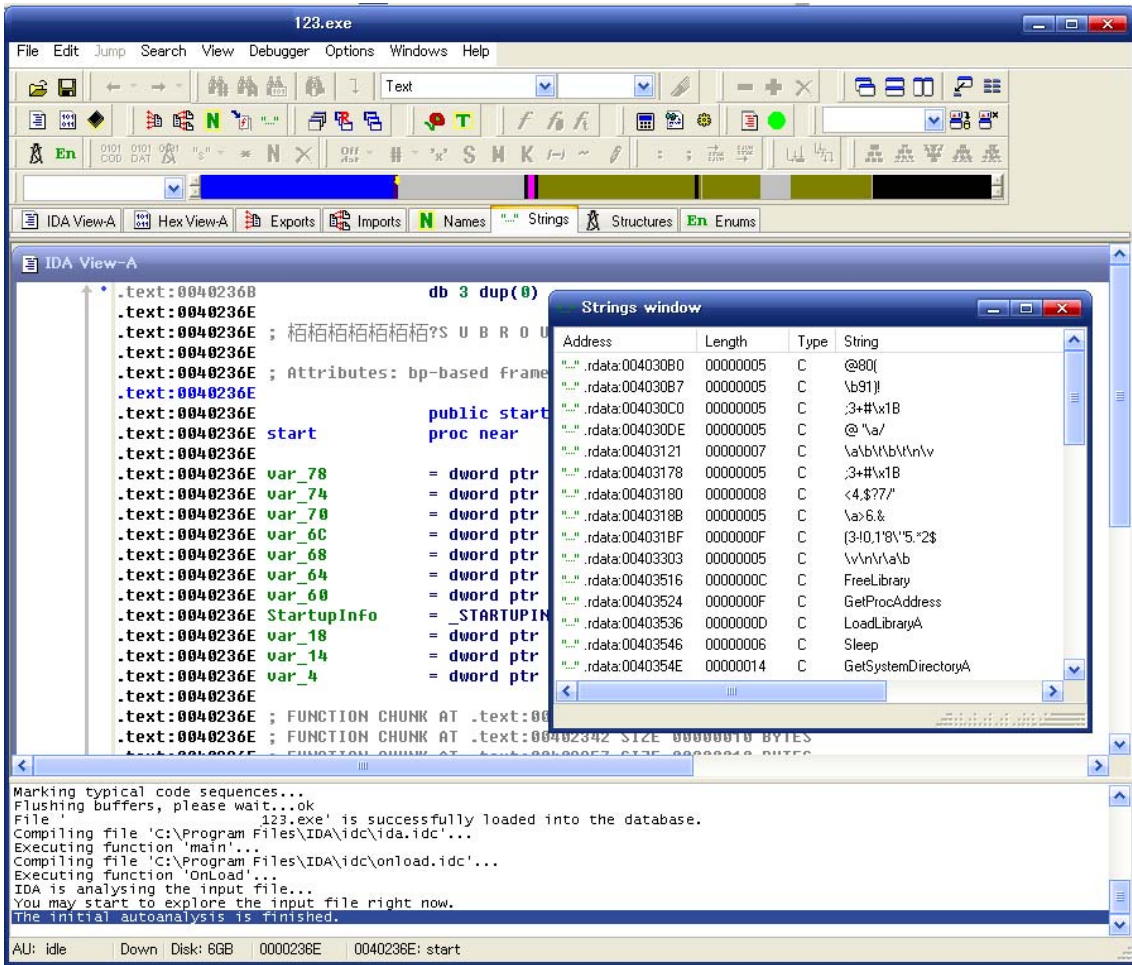 123.exe
File Edit Jump Search View Debugger Options Windows Help
Text
En
IDA View-A Hex View-A Exports Imports N Names "..." Strings Structures En Enums
IDA View-A
.text:0040236B db 3 dup(0)
.text:0040236E
.text:0040236E ; 栢栢栢栢栢栢栢?S U B R O U
.text:0040236E
.text:0040236E ; Attributes: bp-based frame
.text:0040236E
.text:0040236E public start
.text:0040236E start proc near
.text:0040236E
.text:0040236E var_78 = dword ptr
.text:0040236E var_74 = dword ptr
.text:0040236E var_70 = dword ptr
.text:0040236E var_6C = dword ptr
.text:0040236E var_68 = dword ptr
.text:0040236E var_64 = dword ptr
.text:0040236E var_60 = dword ptr
.text:0040236E StartupInfo = _STARTUPIN
.text:0040236E var_18 = dword ptr
.text:0040236E var_14 = dword ptr
.text:0040236E var_4 = dword ptr
.text:0040236E
.text:0040236E ; FUNCTION CHUNK AT .text:00
.text:0040236E ; FUNCTION CHUNK AT .text:00402342 SIZE 00000010 BYTES
Strings window
Address Length Type String
"..." .rdata:004030B0 00000005 C @80(
"..." .rdata:004030B7 00000005 C \b91)!
"..." .rdata:004030C0 00000005 C ;3+#\x1B
"..." .rdata:004030DE 00000005 C @ "\a/
"..." .rdata:00403121 00000007 C \a\b\t\b\t\n\v
"..." .rdata:00403178 00000005 C ;3+#\x1B
"..." .rdata:00403180 00000008 C <4,$?7/'
"..." .rdata:0040318B 00000005 C \a>6.&
"..." .rdata:004031BF 0000000F C (3-!0,1'8\"5.*2$
"..." .rdata:00403303 00000005 C \v\n\r\a\b
"..." .rdata:00403516 0000000C C FreeLibrary
"..." .rdata:00403524 0000000F C GetProcAddress
"..." .rdata:00403536 0000000D C LoadLibraryA
"..." .rdata:00403546 00000006 C Sleep
"..." .rdata:0040354E 00000014 C GetSystemDirectoryA
Marking typical code sequences...
Flushing buffers, please wait...ok
File ' 123.exe' is successfully loaded into the database.
Compiling file 'C:\Program Files\IDA\idc\ida.idc'...
Executing function 'main'...
Compiling file 'C:\Program Files\IDA\idc\onload.idc'...
Executing function 'OnLoad'...
IDA is analysing the input file...
You may start to explore the input file right now.
The initial autoanalysis is finished.
AU: idle Down Disk: 6GB 0000236E 0040236E: start